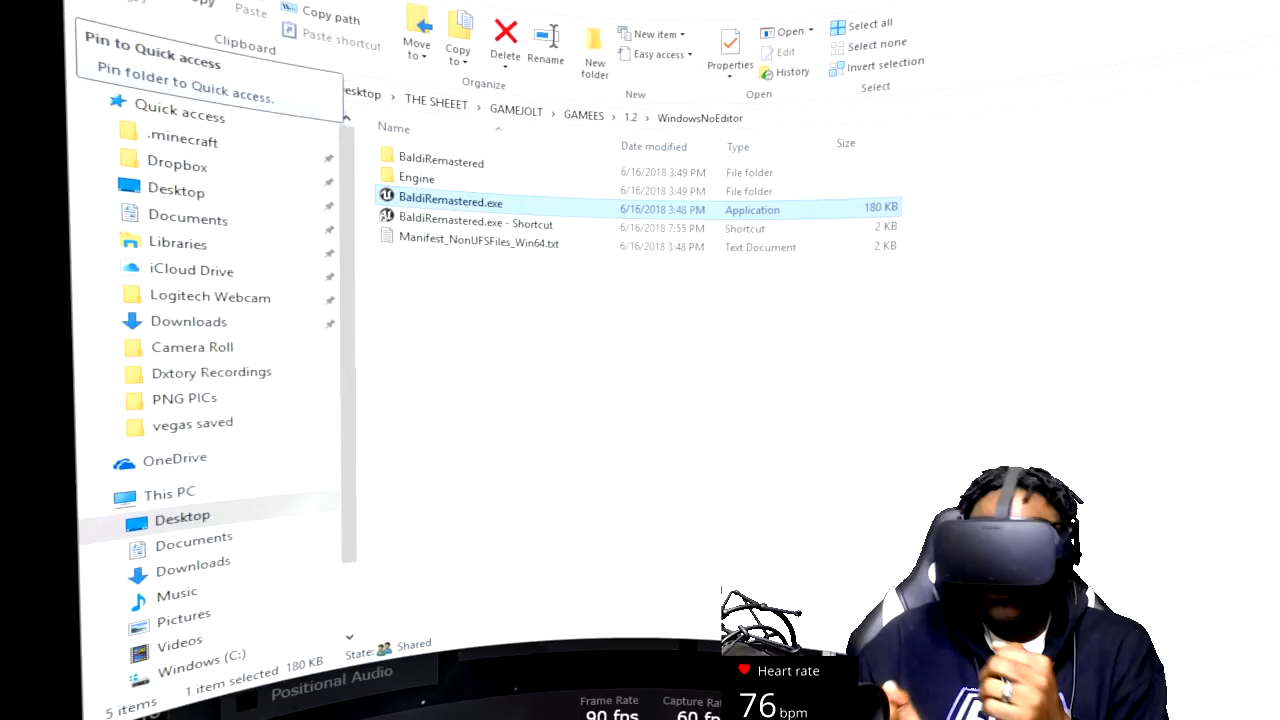 Paste
Copy path
Paste shortcut
Clipboard
Move to
Copy to
Delete
Rename
Organize
New folder
New item
Easy access
New
Properties
Open
Edit
History
Open
Select all
Select none
Invert selection
Select
Pin to Quick access
Pin folder to Quick access.
THE SHEEET > GAMEJOLT > GAMEES > 1.2 > WindowsNoEditor
Name Date modified Type Size
BaldiRemastered 6/16/2018 3:49 PM File folder
Engine 6/16/2018 3:49 PM File folder
BaldiRemastered.exe 6/16/2018 3:48 PM Application 180 KB
BaldiRemastered.exe - Shortcut 6/16/2018 7:55 PM Shortcut 2 KB
Manifest_NonUFSFiles_Win64.txt 6/16/2018 3:48 PM Text Document 2 KB
Quick access
.minecraft
Dropbox
Desktop
Documents
Libraries
iCloud Drive
Logitech Webcam
Downloads
Camera Roll
Dxtory Recordings
PNG PICs
vegas saved
OneDrive
This PC
Desktop
Documents
Downloads
Music
Pictures
Videos
Windows (C:)
5 items 1 item selected 180 KB State: Shared
Positional Audio
Frame Rate
90 fps
60 fps
Heart rate
76 bpm